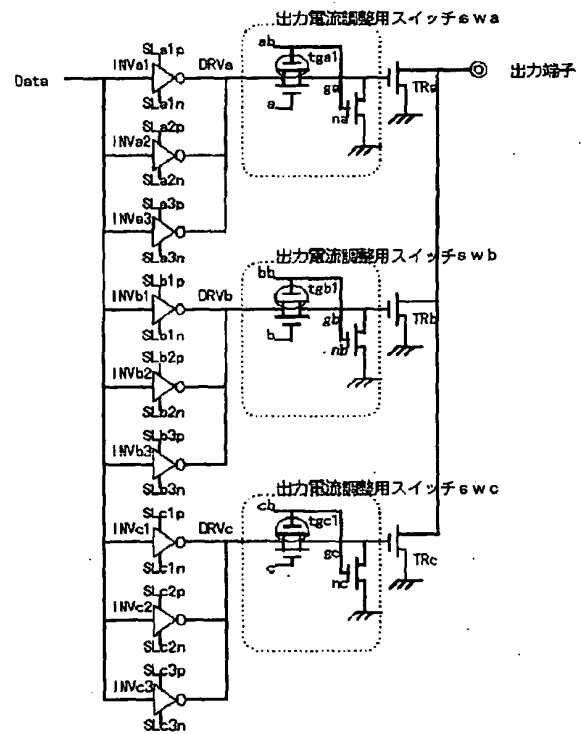 出力電流調整用スイッチswa
SLa1p
ab
INVa1
DRVa
tga1
Data
出力端子
SLa1n
a
ga
na
TRa
SLa2p
INVa2
SLa2n
SLa3p
INVa3
SLa3n
出力電流調整用スイッチswb
SLb1p
bb
INVb1
DRVb
tgb1
SLb1n
b
gb
nb
TRb
SLb2p
INVb2
SLb2n
SLb3p
INVb3
SLb3n
出力電流調整用スイッチswc
SLc1p
cb
INVc1
DRVc
tgc1
SLc1n
c
gc
nc
TRc
SLc2p
INVc2
SLc2n
SLc3p
INVc3
SLc3n